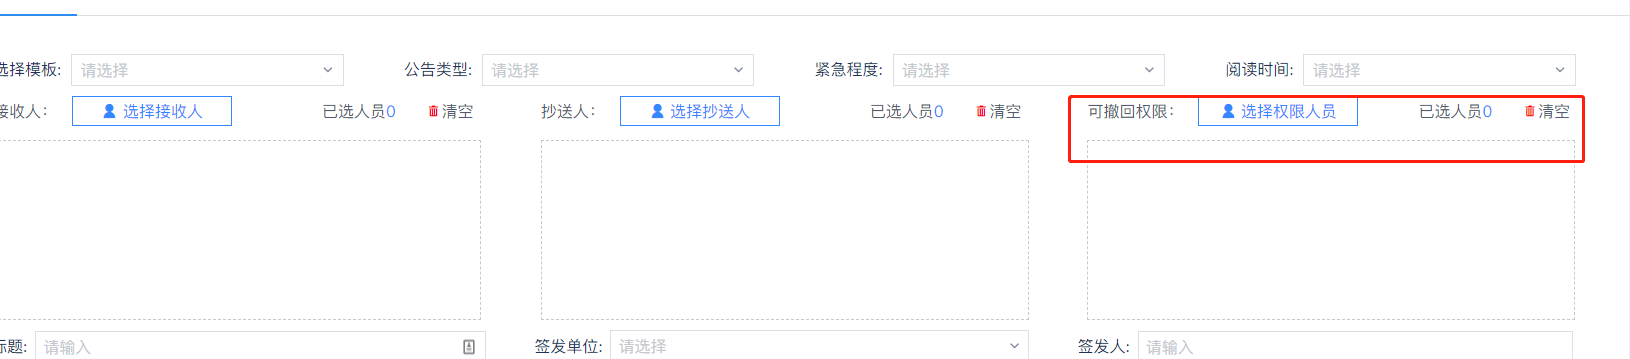 选择模板: 请选择 公告类型: 请选择 紧急程度: 请选择 阅读时间: 请选择
接收人: 选择接收人 已选人员0 清空 抄送人: 选择抄送人 已选人员0 清空 可撤回权限: 选择权限人员 已选人员0 清空
标题: 请输入 签发单位: 请选择 签发人: 请输入